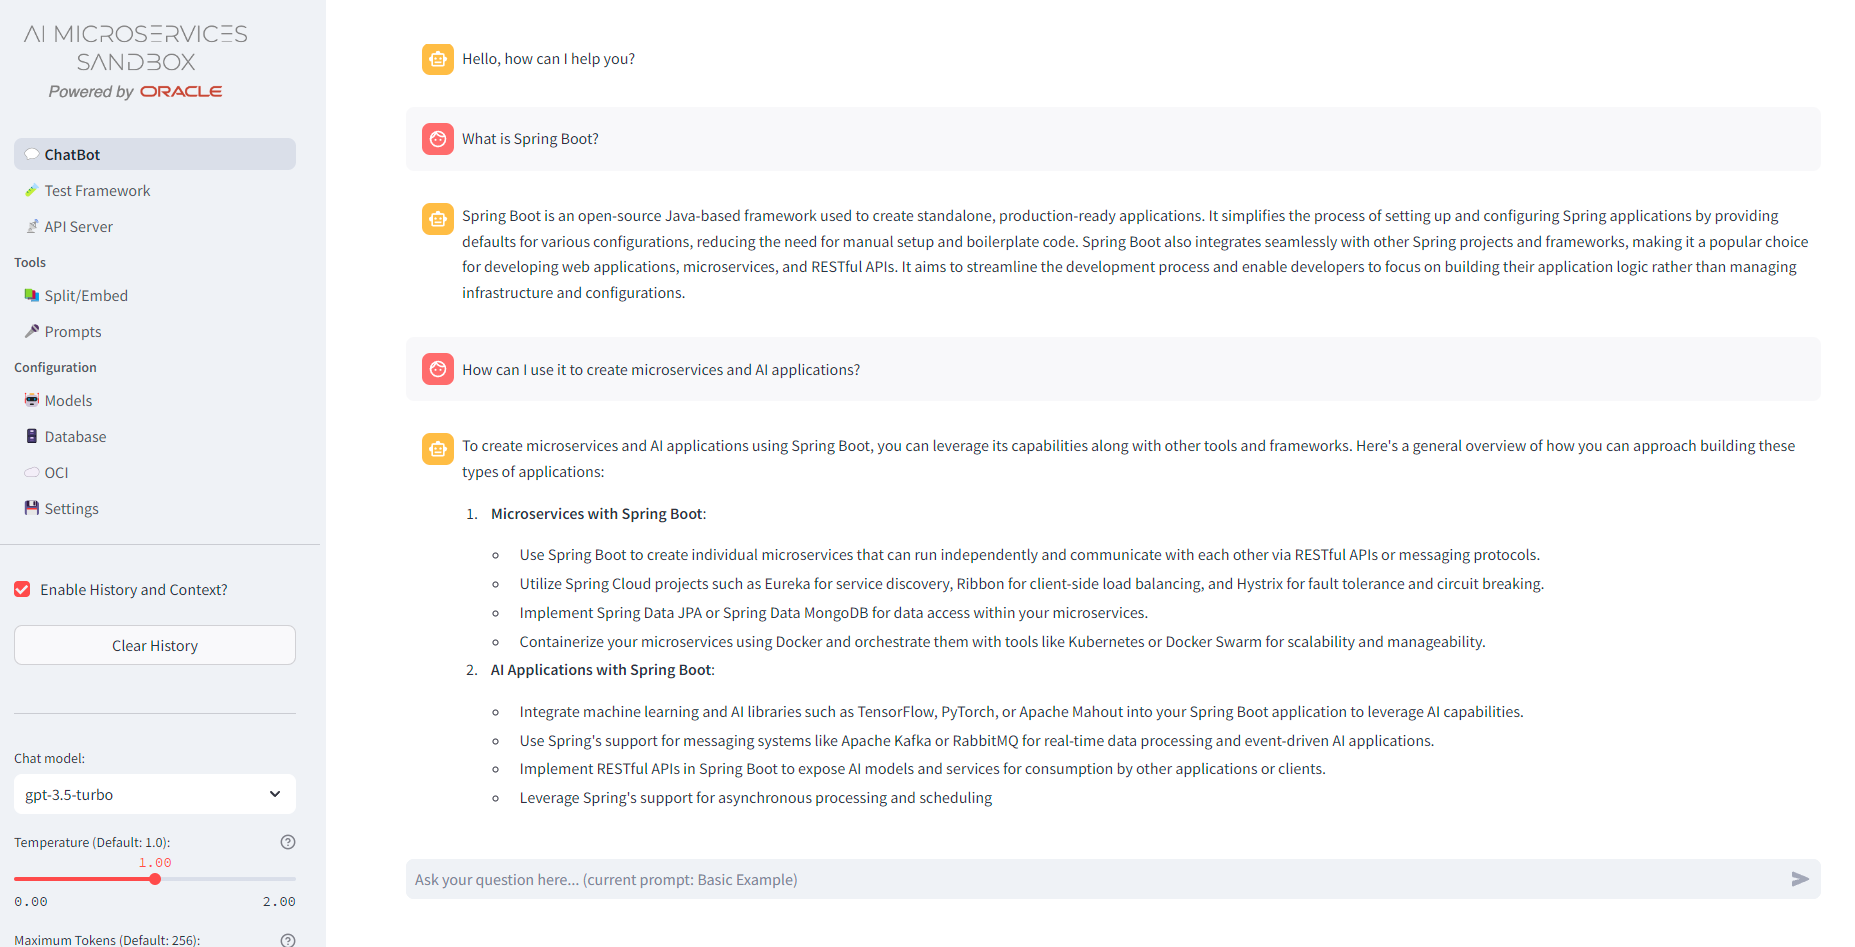 AI MICROSERVICES
SANDBOX
Powered by ORACLE
ChatBot
Test Framework
API Server
Tools
Split/Embed
Prompts
Configuration
Models
Database
OCI
Settings
Enable History and Context?
Clear History
Chat model:
gpt-3.5-turbo
Temperature (Default: 1.0):
1.00
0.00 2.00
Maximum Tokens (Default: 256):
Hello, how can I help you?
What is Spring Boot?
Spring Boot is an open-source Java-based framework used to create standalone, production-ready applications. It simplifies the process of setting up and configuring Spring applications by providing
defaults for various configurations, reducing the need for manual setup and boilerplate code. Spring Boot also integrates seamlessly with other Spring projects and frameworks, making it a popular choice
for developing web applications, microservices, and RESTful APIs. It aims to streamline the development process and enable developers to focus on building their application logic rather than managing
infrastructure and configurations.
How can I use it to create microservices and AI applications?
To create microservices and AI applications using Spring Boot, you can leverage its capabilities along with other tools and frameworks. Here's a general overview of how you can approach building these
types of applications:
1. Microservices with Spring Boot:
◦ Use Spring Boot to create individual microservices that can run independently and communicate with each other via RESTful APIs or messaging protocols.
◦ Utilize Spring Cloud projects such as Eureka for service discovery, Ribbon for client-side load balancing, and Hystrix for fault tolerance and circuit breaking.
◦ Implement Spring Data JPA or Spring Data MongoDB for data access within your microservices.
◦ Containerize your microservices using Docker and orchestrate them with tools like Kubernetes or Docker Swarm for scalability and manageability.
2. AI Applications with Spring Boot:
◦ Integrate machine learning and AI libraries such as TensorFlow, PyTorch, or Apache Mahout into your Spring Boot application to leverage AI capabilities.
◦ Use Spring's support for messaging systems like Apache Kafka or RabbitMQ for real-time data processing and event-driven AI applications.
◦ Implement RESTful APIs in Spring Boot to expose AI models and services for consumption by other applications or clients.
◦ Leverage Spring's support for asynchronous processing and scheduling
Ask your question here... (current prompt: Basic Example)